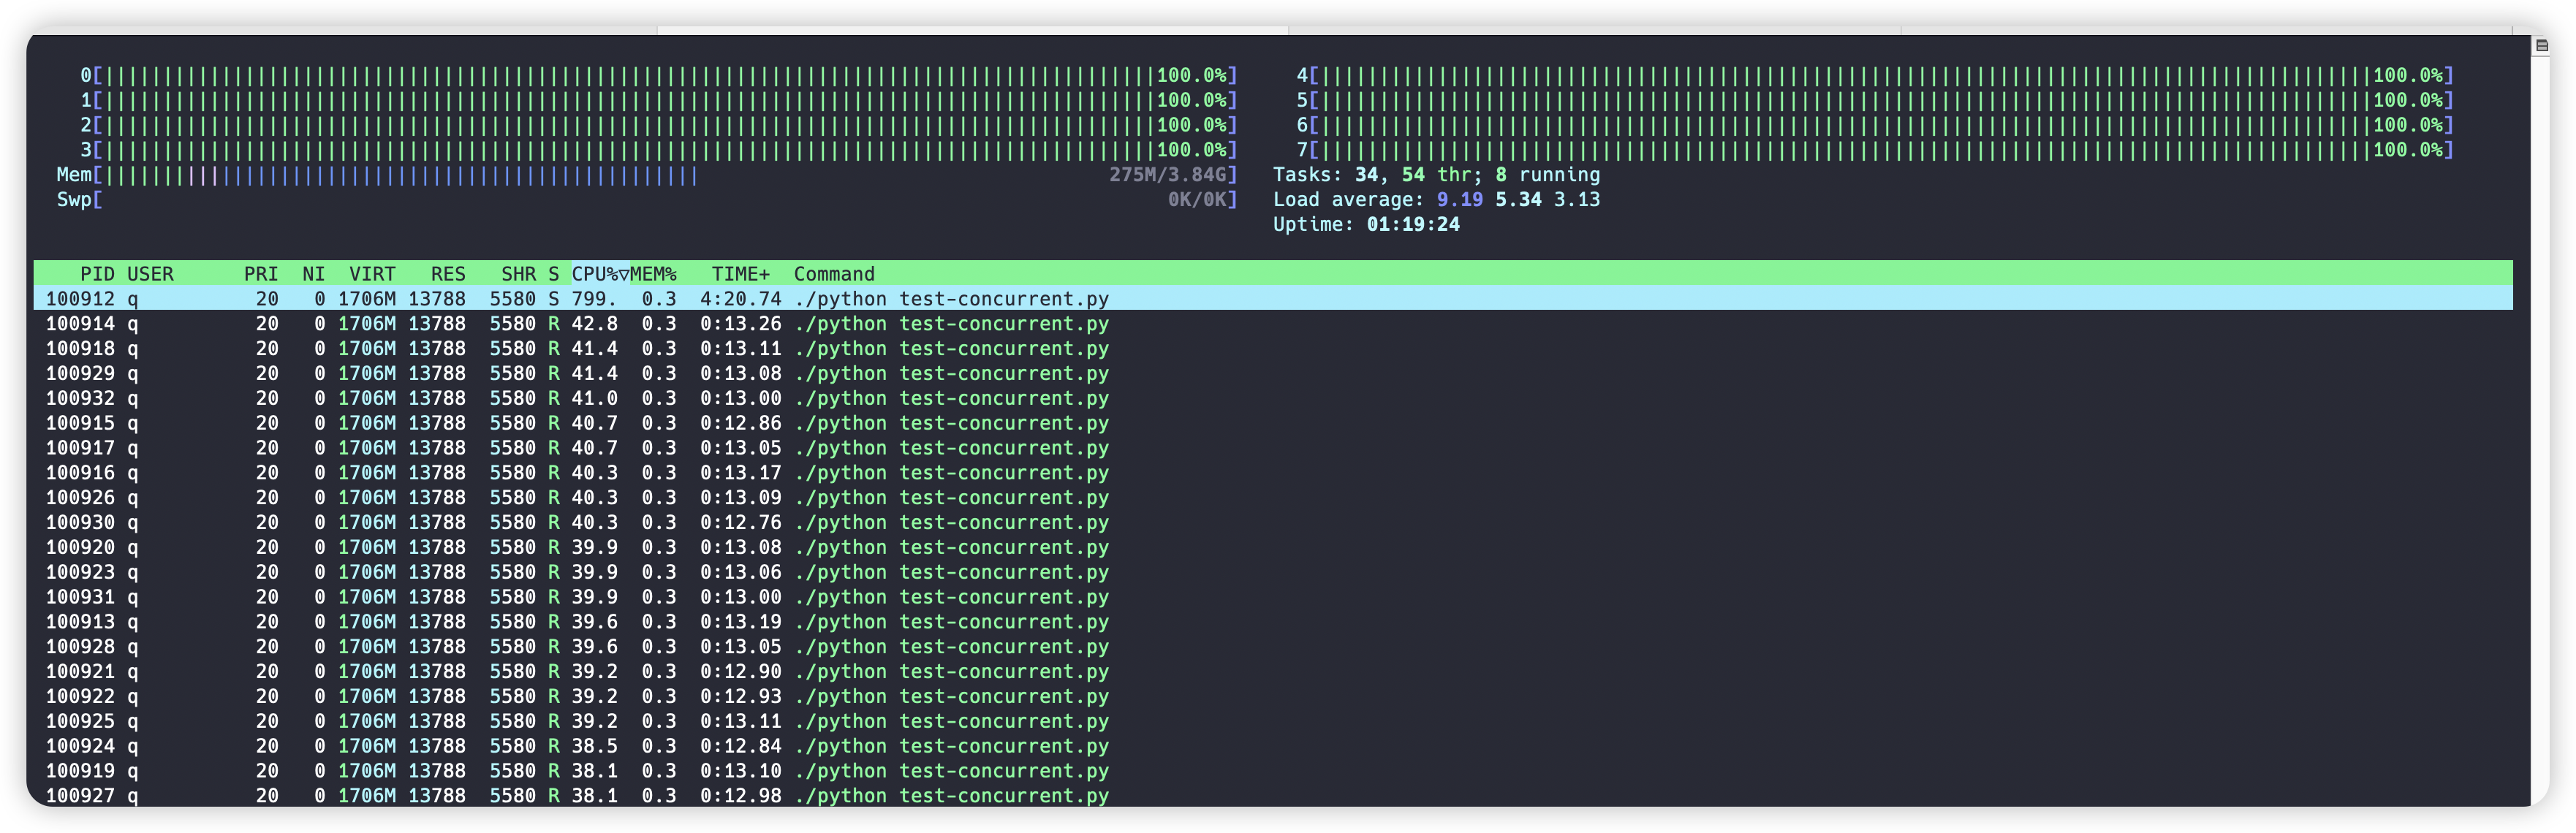 0[100.0%] 4[100.0%]
1[100.0%] 5[100.0%]
2[100.0%] 6[100.0%]
3[100.0%] 7[100.0%]
Mem[275M/3.84G] Tasks: 34, 54 thr; 8 running
Swp[0K/0K] Load average: 9.19 5.34 3.13
Uptime: 01:19:24
PID USER PRI NI VIRT RES SHR S CPU%▽MEM% TIME+ Command
100912 q 20 0 1706M 13788 5580 S 799. 0.3 4:20.74 ./python test-concurrent.py
100914 q 20 0 1706M 13788 5580 R 42.8 0.3 0:13.26 ./python test-concurrent.py
100918 q 20 0 1706M 13788 5580 R 41.4 0.3 0:13.11 ./python test-concurrent.py
100929 q 20 0 1706M 13788 5580 R 41.4 0.3 0:13.08 ./python test-concurrent.py
100932 q 20 0 1706M 13788 5580 R 41.0 0.3 0:13.00 ./python test-concurrent.py
100915 q 20 0 1706M 13788 5580 R 40.7 0.3 0:12.86 ./python test-concurrent.py
100917 q 20 0 1706M 13788 5580 R 40.7 0.3 0:13.05 ./python test-concurrent.py
100916 q 20 0 1706M 13788 5580 R 40.3 0.3 0:13.17 ./python test-concurrent.py
100926 q 20 0 1706M 13788 5580 R 40.3 0.3 0:13.09 ./python test-concurrent.py
100930 q 20 0 1706M 13788 5580 R 40.3 0.3 0:12.76 ./python test-concurrent.py
100920 q 20 0 1706M 13788 5580 R 39.9 0.3 0:13.08 ./python test-concurrent.py
100923 q 20 0 1706M 13788 5580 R 39.9 0.3 0:13.06 ./python test-concurrent.py
100931 q 20 0 1706M 13788 5580 R 39.9 0.3 0:13.00 ./python test-concurrent.py
100913 q 20 0 1706M 13788 5580 R 39.6 0.3 0:13.19 ./python test-concurrent.py
100928 q 20 0 1706M 13788 5580 R 39.6 0.3 0:13.05 ./python test-concurrent.py
100921 q 20 0 1706M 13788 5580 R 39.2 0.3 0:12.90 ./python test-concurrent.py
100922 q 20 0 1706M 13788 5580 R 39.2 0.3 0:12.93 ./python test-concurrent.py
100925 q 20 0 1706M 13788 5580 R 39.2 0.3 0:13.11 ./python test-concurrent.py
100924 q 20 0 1706M 13788 5580 R 38.5 0.3 0:12.84 ./python test-concurrent.py
100919 q 20 0 1706M 13788 5580 R 38.1 0.3 0:13.10 ./python test-concurrent.py
100927 q 20 0 1706M 13788 5580 R 38.1 0.3 0:12.98 ./python test-concurrent.py